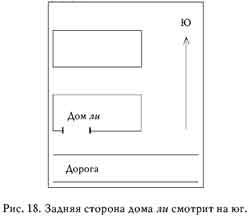 Ю
Дом ли
Дорога
Рис. 18. Задняя сторона дома ли смотрит на юг.